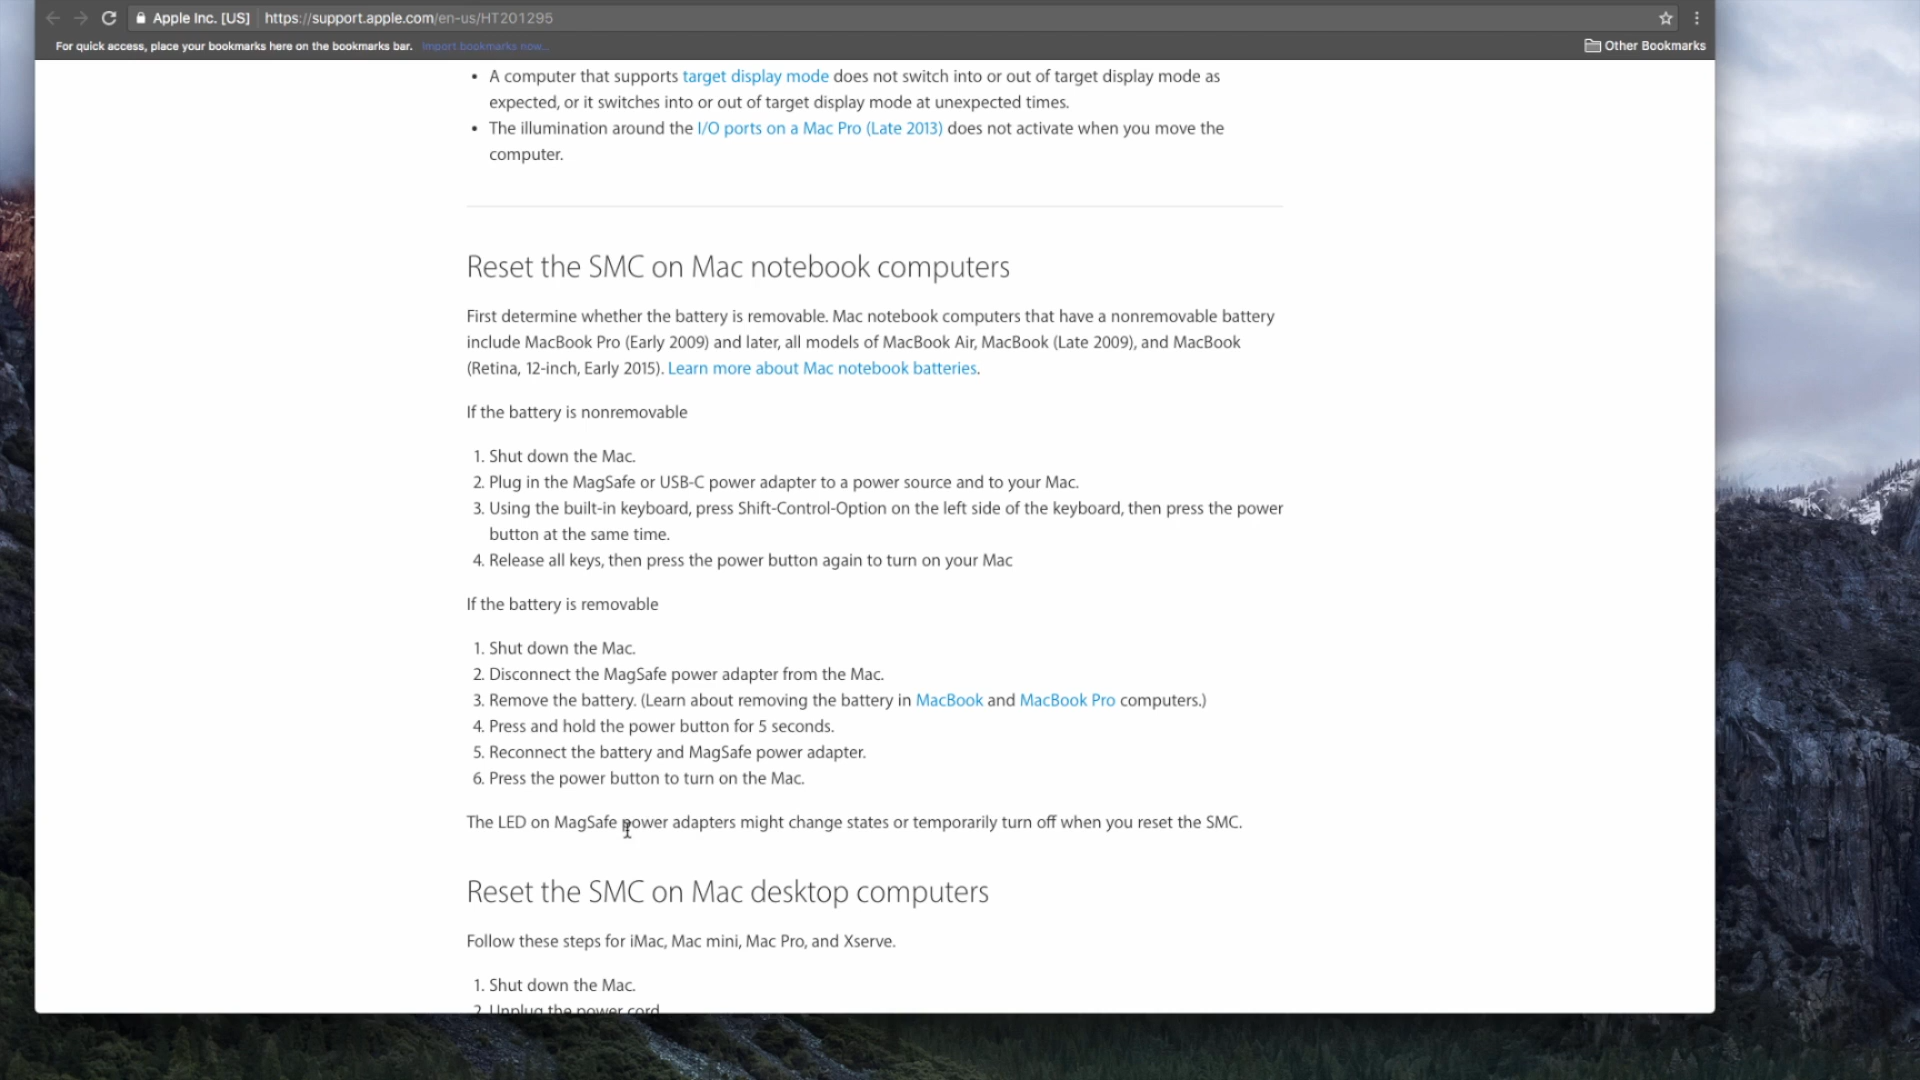 Apple Inc. [US] https://support.apple.com/en-us/HT201295
For quick access, place your bookmarks here on the bookmarks bar. Import bookmarks now...
Other Bookmarks
• A computer that supports target display mode does not switch into or out of target display mode as
expected, or it switches into or out of target display mode at unexpected times.
• The illumination around the I/O ports on a Mac Pro (Late 2013) does not activate when you move the
computer.
Reset the SMC on Mac notebook computers
First determine whether the battery is removable. Mac notebook computers that have a nonremovable battery
include MacBook Pro (Early 2009) and later, all models of MacBook Air, MacBook (Late 2009), and MacBook
(Retina, 12-inch, Early 2015). Learn more about Mac notebook batteries.
If the battery is nonremovable
1. Shut down the Mac.
2. Plug in the MagSafe or USB-C power adapter to a power source and to your Mac.
3. Using the built-in keyboard, press Shift-Control-Option on the left side of the keyboard, then press the power
button at the same time.
4. Release all keys, then press the power button again to turn on your Mac
If the battery is removable
1. Shut down the Mac.
2. Disconnect the MagSafe power adapter from the Mac.
3. Remove the battery. (Learn about removing the battery in MacBook and MacBook Pro computers.)
4. Press and hold the power button for 5 seconds.
5. Reconnect the battery and MagSafe power adapter.
6. Press the power button to turn on the Mac.
The LED on MagSafe power adapters might change states or temporarily turn off when you reset the SMC.
Reset the SMC on Mac desktop computers
Follow these steps for iMac, Mac mini, Mac Pro, and Xserve.
1. Shut down the Mac.
2. Unplug the power cord